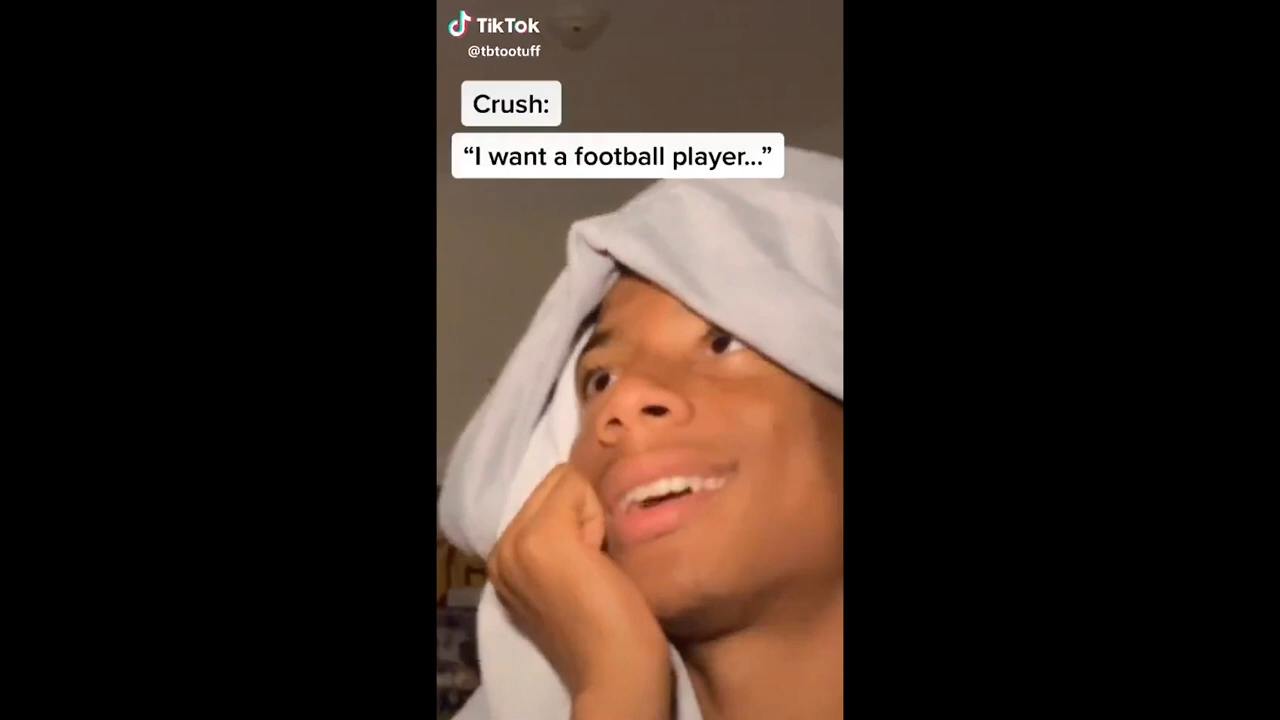 TikTok
@tbtootuff
Crush:
“I want a football player...”